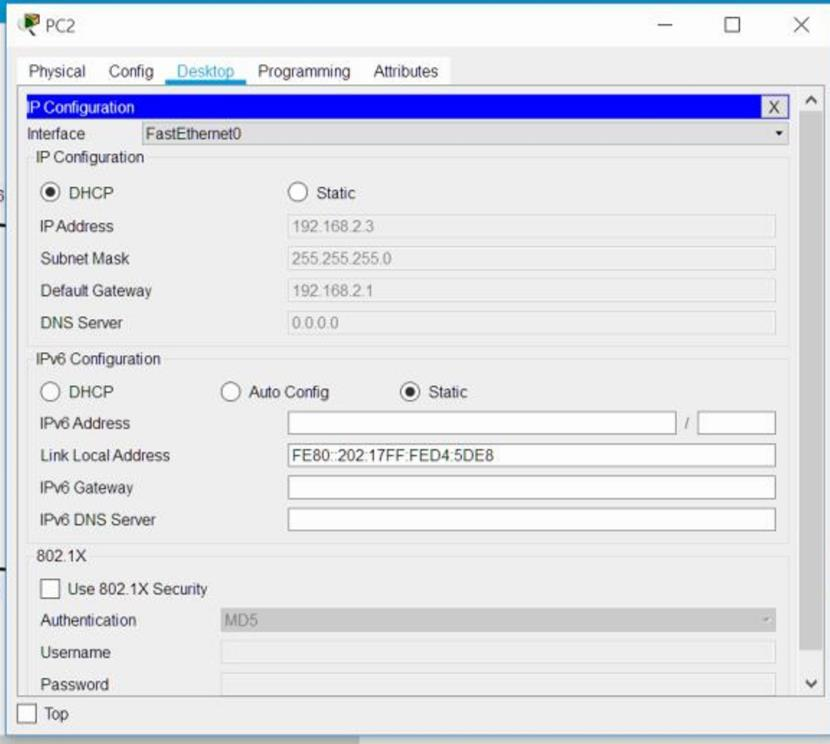 PC2
Physical Config Desktop Programming Attributes
IP Configuration X
Interface FastEthernet0
IP Configuration
DHCP Static
IP Address 192.168.2.3
Subnet Mask 255.255.255.0
Default Gateway 192.168.2.1
DNS Server 0.0.0.0
IPv6 Configuration
DHCP Auto Config Static
IPv6 Address /
Link Local Address FE80::202:17FF:FED4:5DE8
IPv6 Gateway
IPv6 DNS Server
802.1X
Use 802.1X Security
Authentication MD5
Username
Password
Top